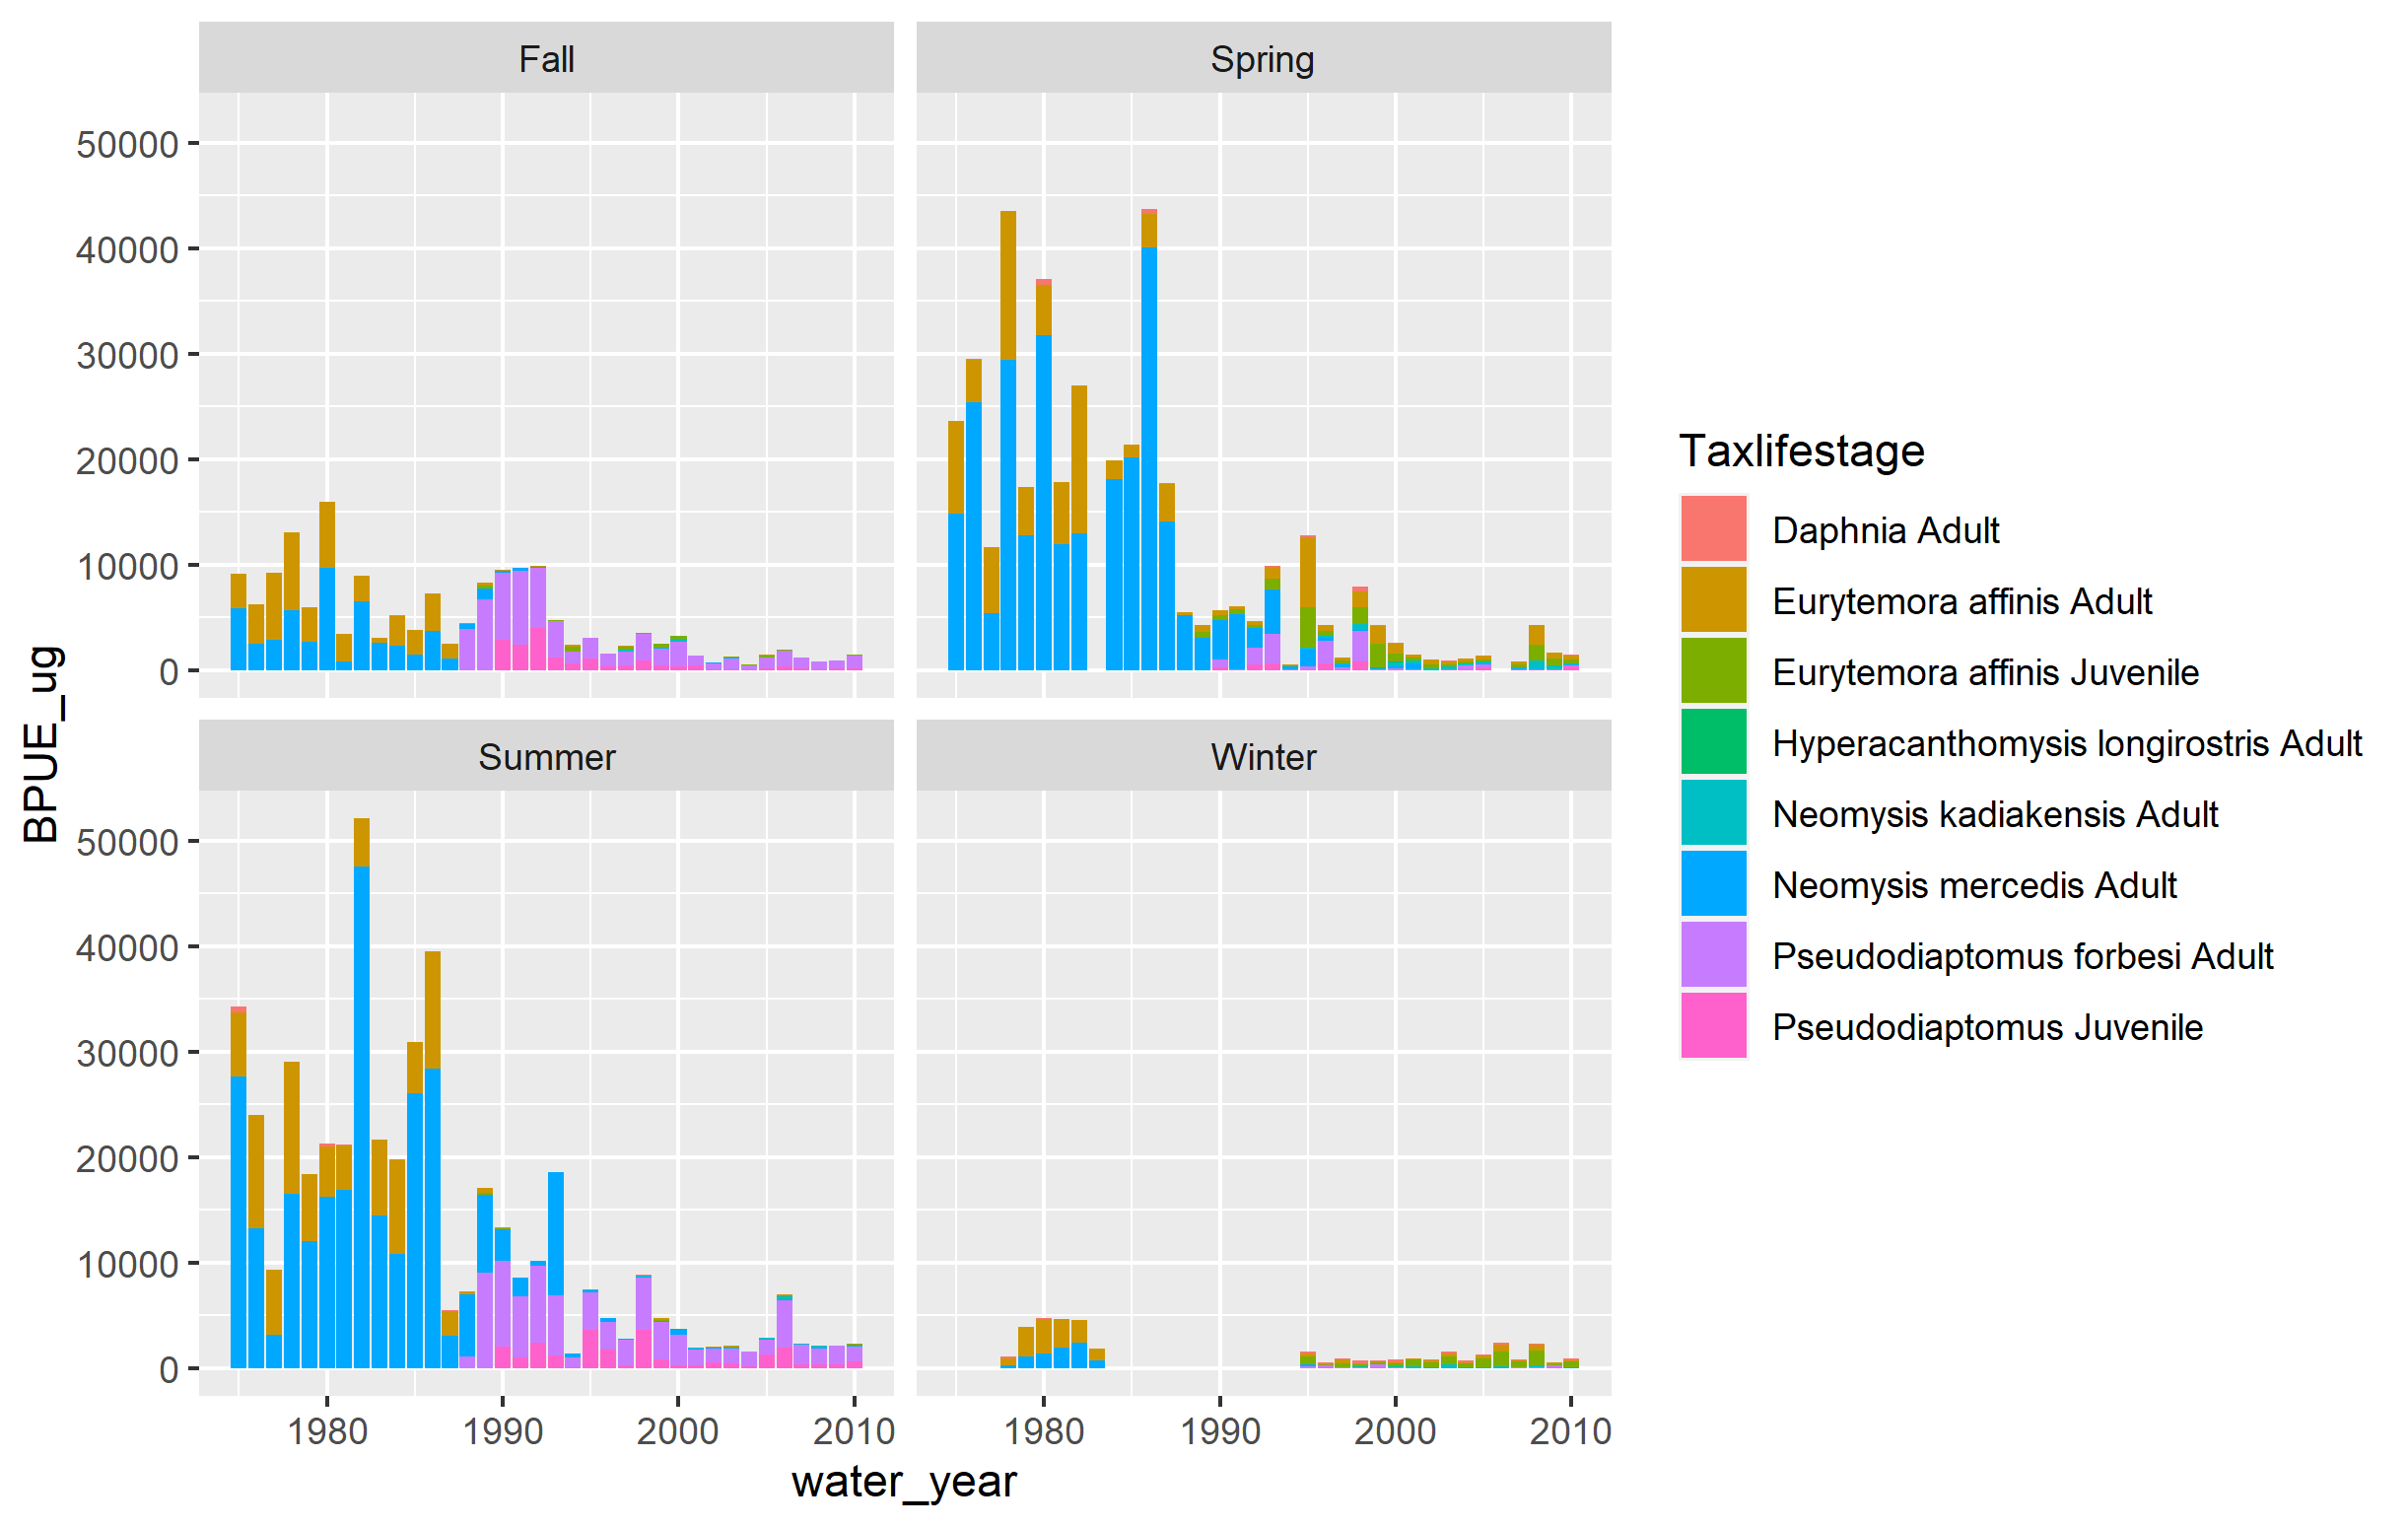 Fall
Spring
50000
40000
30000
20000
10000
0
Summer
Winter
50000
40000
30000
20000
10000
0
1980 1990 2000 2010
1980 1990 2000 2010
water_year
BPUE_ug
Taxlifestage
Daphnia Adult
Eurytemora affinis Adult
Eurytemora affinis Juvenile
Hyperacanthomysis longirostris Adult
Neomysis kadiakensis Adult
Neomysis mercedis Adult
Pseudodiaptomus forbesi Adult
Pseudodiaptomus Juvenile